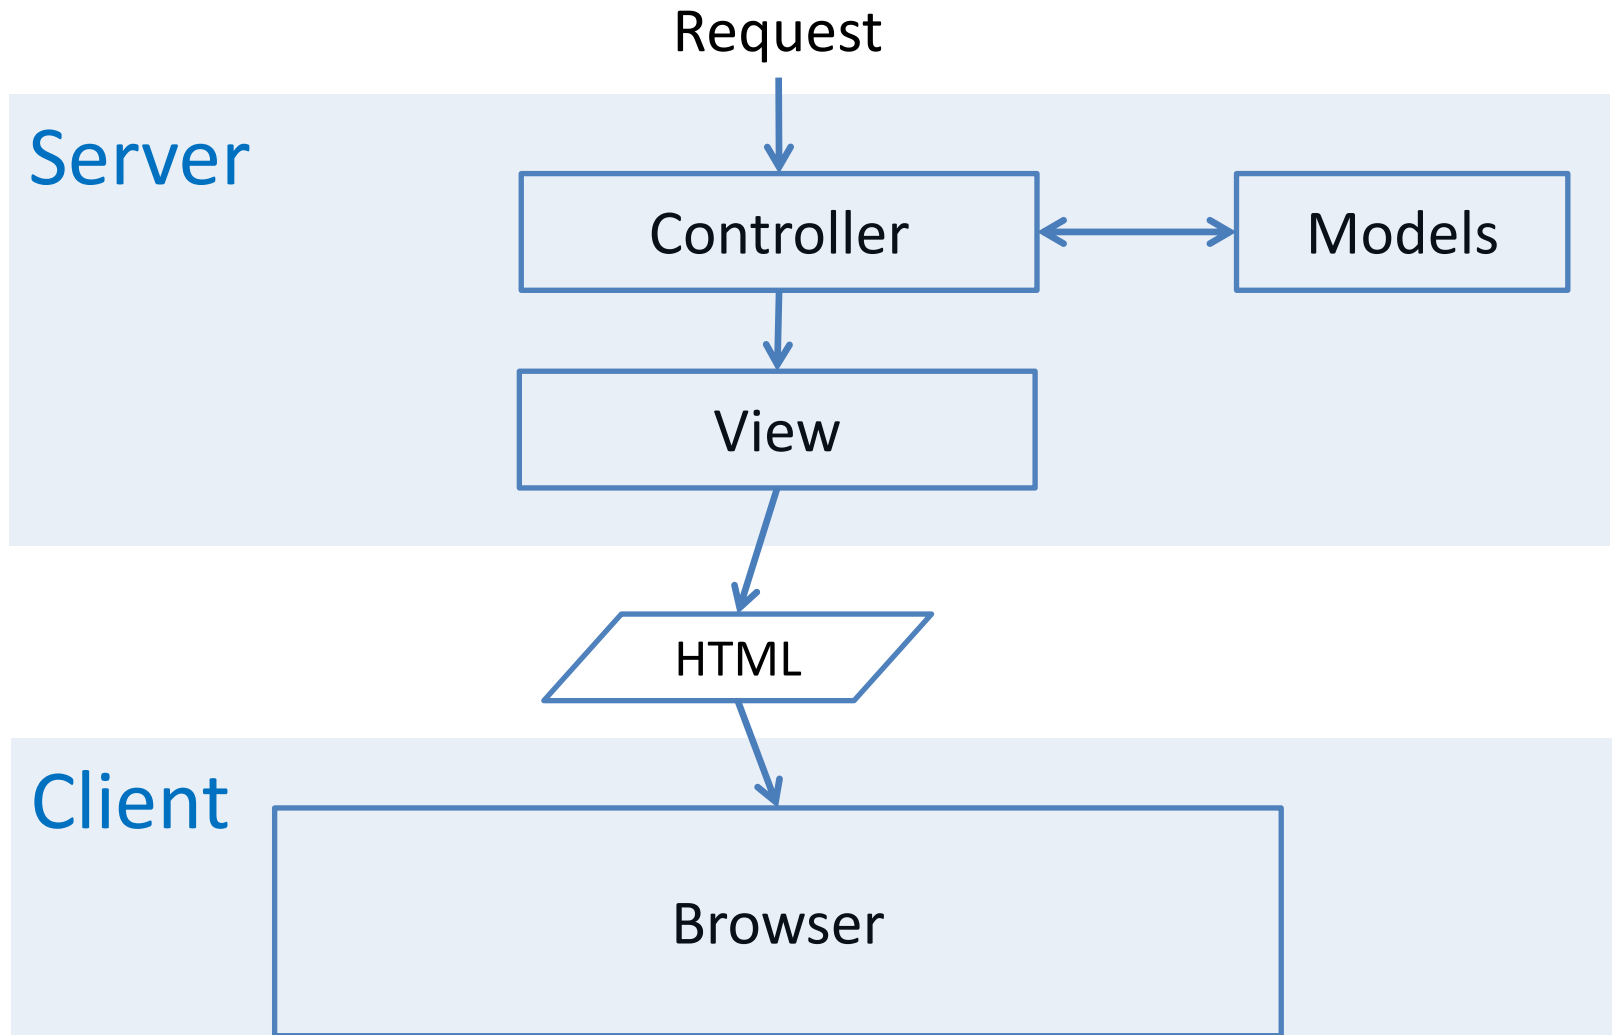 Request
Server
Controller
Models
View
HTML
Client
Browser